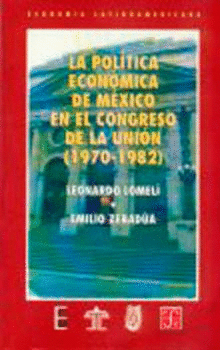 ECONOMÍA LATINOAMERICANA
LA POLÍTICA
ECONÓMICA
DE MÉXICO
EN EL CONGRESO
DE LA UNIÓN
(1970-1982)
LEONARDO LOMELÍ
EMILIO ZEBADÚA
E